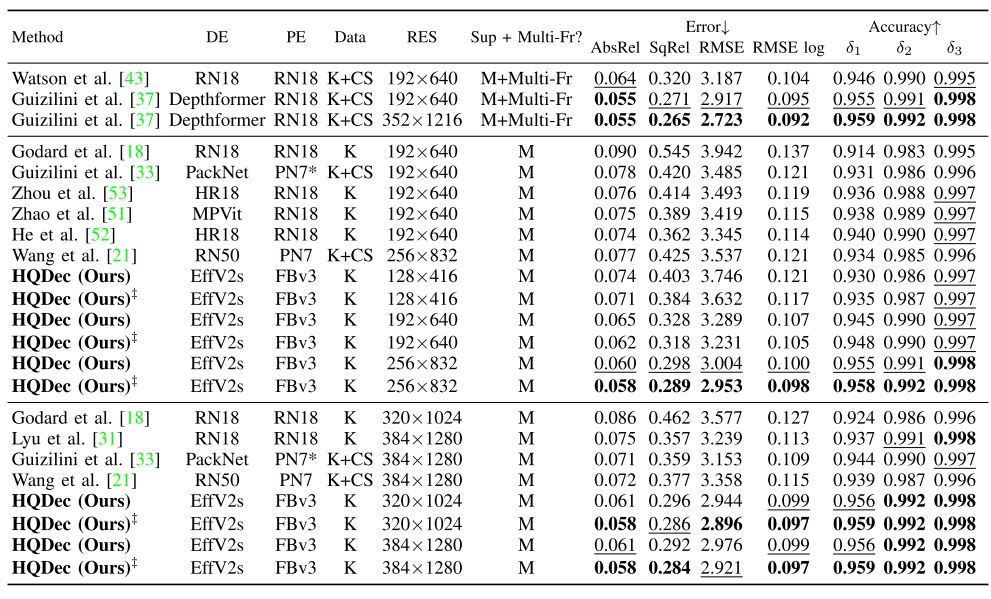 Method DE PE Data RES Sup + Multi-Fr? Error↓ Accuracy↑
AbsRel SqRel RMSE RMSE log δ1 δ2 δ3
Watson et al. [43] RN18 RN18 K+CS 192×640 M+Multi-Fr 0.064 0.320 3.187 0.104 0.946 0.990 0.995
Guizilini et al. [37] Depthformer RN18 K+CS 192×640 M+Multi-Fr 0.055 0.271 2.917 0.095 0.955 0.991 0.998
Guizilini et al. [37] Depthformer RN18 K+CS 352×1216 M+Multi-Fr 0.055 0.265 2.723 0.092 0.959 0.992 0.998
Godard et al. [18] RN18 RN18 K 192×640 M 0.090 0.545 3.942 0.137 0.914 0.983 0.995
Guizilini et al. [33] PackNet PN7* K+CS 192×640 M 0.078 0.420 3.485 0.121 0.931 0.986 0.996
Zhou et al. [53] HR18 RN18 K 192×640 M 0.076 0.414 3.493 0.119 0.936 0.988 0.997
Zhao et al. [51] MPVit RN18 K 192×640 M 0.075 0.389 3.419 0.115 0.938 0.989 0.997
He et al. [52] HR18 RN18 K 192×640 M 0.074 0.362 3.345 0.114 0.940 0.990 0.997
Wang et al. [21] RN50 PN7 K+CS 256×832 M 0.077 0.425 3.537 0.121 0.934 0.985 0.996
HQDec (Ours) EffV2s FBv3 K 128×416 M 0.074 0.403 3.746 0.121 0.930 0.986 0.997
HQDec (Ours)‡ EffV2s FBv3 K 128×416 M 0.071 0.384 3.632 0.117 0.935 0.987 0.997
HQDec (Ours) EffV2s FBv3 K 192×640 M 0.065 0.328 3.289 0.107 0.945 0.990 0.997
HQDec (Ours)‡ EffV2s FBv3 K 192×640 M 0.062 0.318 3.231 0.105 0.948 0.990 0.997
HQDec (Ours) EffV2s FBv3 K 256×832 M 0.060 0.298 3.004 0.100 0.955 0.991 0.998
HQDec (Ours)‡ EffV2s FBv3 K 256×832 M 0.058 0.289 2.953 0.098 0.958 0.992 0.998
Godard et al. [18] RN18 RN18 K 320×1024 M 0.086 0.462 3.577 0.127 0.924 0.986 0.996
Lyu et al. [31] RN18 RN18 K 384×1280 M 0.075 0.357 3.239 0.113 0.937 0.991 0.998
Guizilini et al. [33] PackNet PN7* K+CS 384×1280 M 0.071 0.359 3.153 0.109 0.944 0.990 0.997
Wang et al. [21] RN50 PN7 K+CS 384×1280 M 0.072 0.377 3.358 0.115 0.939 0.987 0.996
HQDec (Ours) EffV2s FBv3 K 320×1024 M 0.061 0.296 2.944 0.099 0.956 0.992 0.998
HQDec (Ours)‡ EffV2s FBv3 K 320×1024 M 0.058 0.286 2.896 0.097 0.959 0.992 0.998
HQDec (Ours) EffV2s FBv3 K 384×1280 M 0.061 0.292 2.976 0.099 0.956 0.992 0.998
HQDec (Ours)‡ EffV2s FBv3 K 384×1280 M 0.058 0.284 2.921 0.097 0.959 0.992 0.998